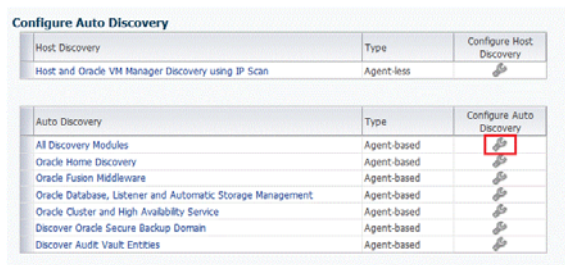 Configure Auto Discovery
Host Discovery Type Configure Host Discovery
Host and Oracle VM Manager Discovery using IP Scan Agent-less
Auto Discovery Type Configure Auto Discovery
All Discovery Modules Agent-based
Oracle Home Discovery Agent-based
Oracle Fusion Middleware Agent-based
Oracle Database, Listener and Automatic Storage Management Agent-based
Oracle Cluster and High Availability Service Agent-based
Discover Oracle Secure Backup Domain Agent-based
Discover Audit Vault Entities Agent-based